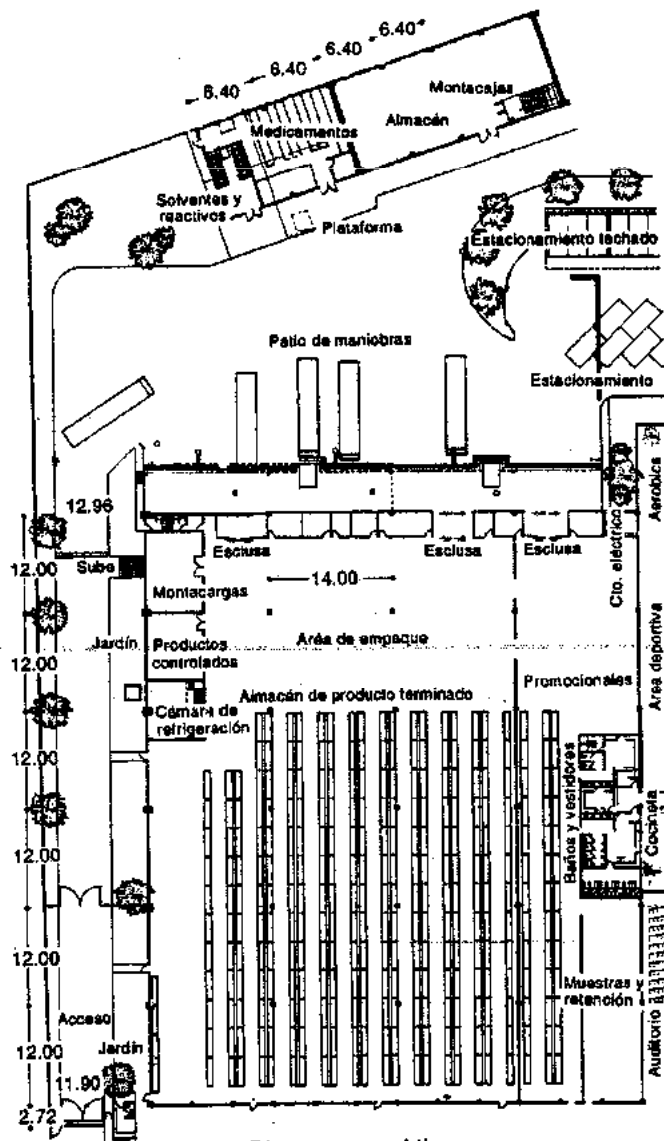 6.40
6.40
6.40
6.40
Montacajas
Almacén
Medicamentos
Solventes y
reactivos
Plataforma
Estacionamiento techado
Patio de maniobras
Estacionamiento
Aerobics
12.96
Esclusa
Esclusa
Esclusa
Cto. eléctrico
12.00
Sube
Montacargas
14.00
12.00
Jardín
Productos
controlados
Area de empaque
Area deportiva
Almacén de producto terminado
Promocionales
Cámara de
refrigeración
12.00
Baños y vestidores
Cocineta
12.00
12.00
Muestras y
retención
Auditorio
Acceso
12.00
Jardín
11.90
2.72